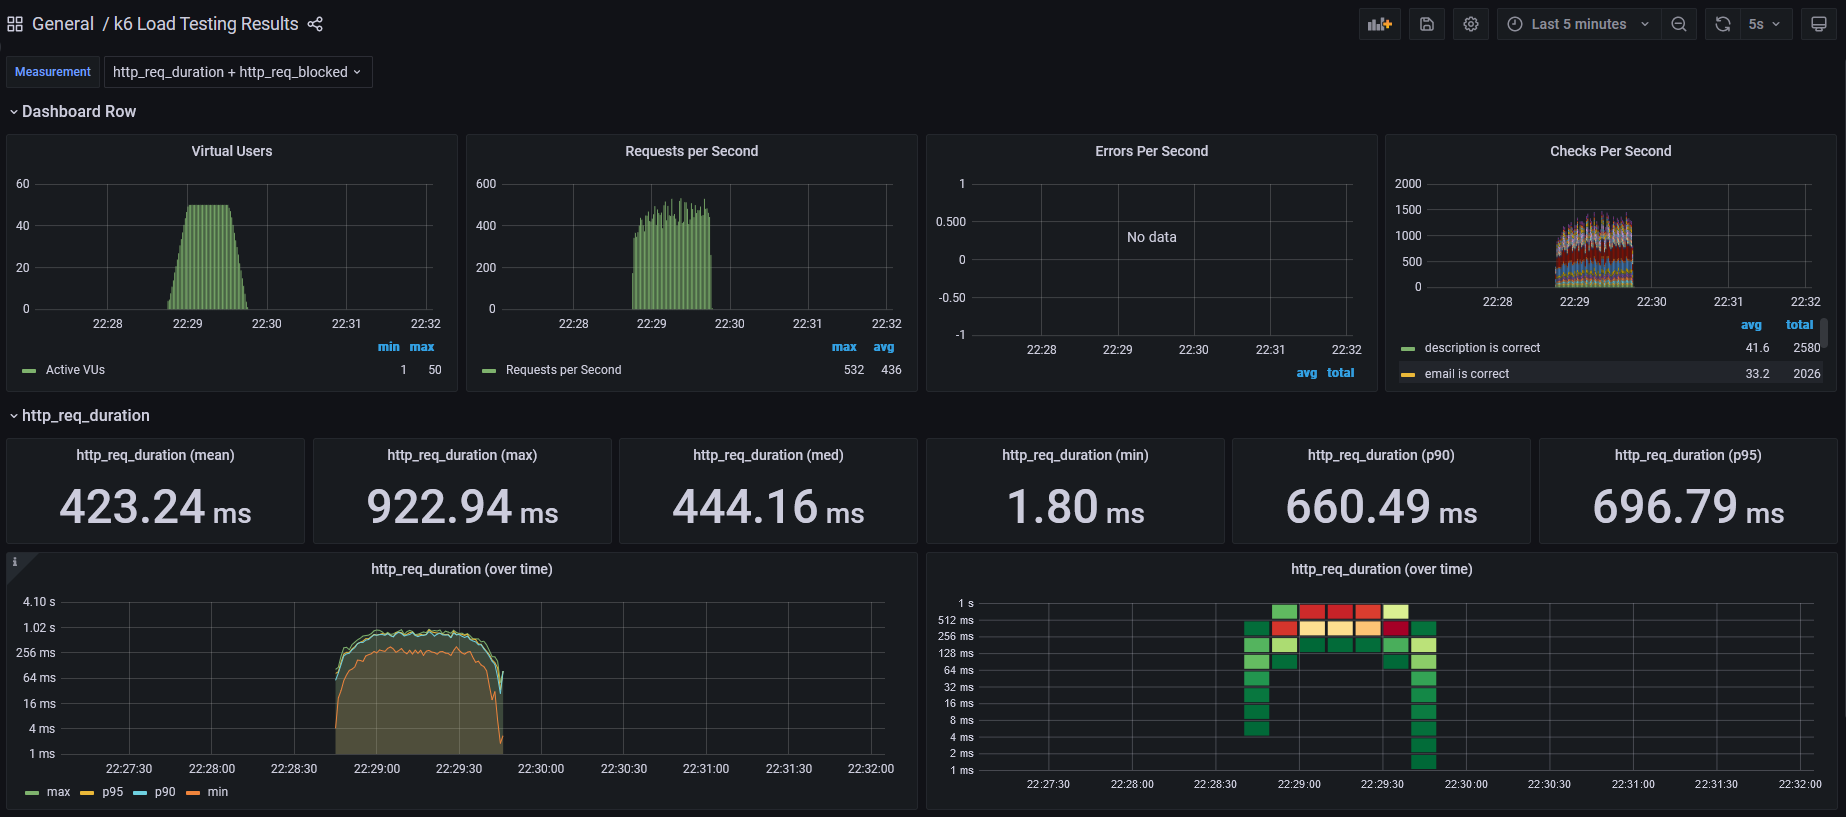 General / k6 Load Testing Results
Last 5 minutes
5s
Measurement
http_req_duration + http_req_blocked
Dashboard Row
Virtual Users
60
40
20
0
22:28 22:29 22:30 22:31 22:32
min max
Active VUs 1 50
Requests per Second
600
400
200
0
22:28 22:29 22:30 22:31 22:32
max avg
Requests per Second 532 436
Errors Per Second
1
0.500
0
-0.50
-1
No data
22:28 22:29 22:30 22:31 22:32
avg total
Checks Per Second
2000
1500
1000
500
0
22:28 22:29 22:30 22:31 22:32
avg total
description is correct 41.6 2580
email is correct 33.2 2026
http_req_duration
http_req_duration (mean)
423.24 ms
http_req_duration (max)
922.94 ms
http_req_duration (med)
444.16 ms
http_req_duration (min)
1.80 ms
http_req_duration (p90)
660.49 ms
http_req_duration (p95)
696.79 ms
i
http_req_duration (over time)
4.10 s
1.02 s
256 ms
64 ms
16 ms
4 ms
1 ms
22:27:30 22:28:00 22:28:30 22:29:00 22:29:30 22:30:00 22:30:30 22:31:00 22:31:30 22:32:00
max p95 p90 min
http_req_duration (over time)
1 s
512 ms
256 ms
128 ms
64 ms
32 ms
16 ms
8 ms
4 ms
2 ms
1 ms
22:27:30 22:28:00 22:28:30 22:29:00 22:29:30 22:30:00 22:30:30 22:31:00 22:31:30 22:32:00